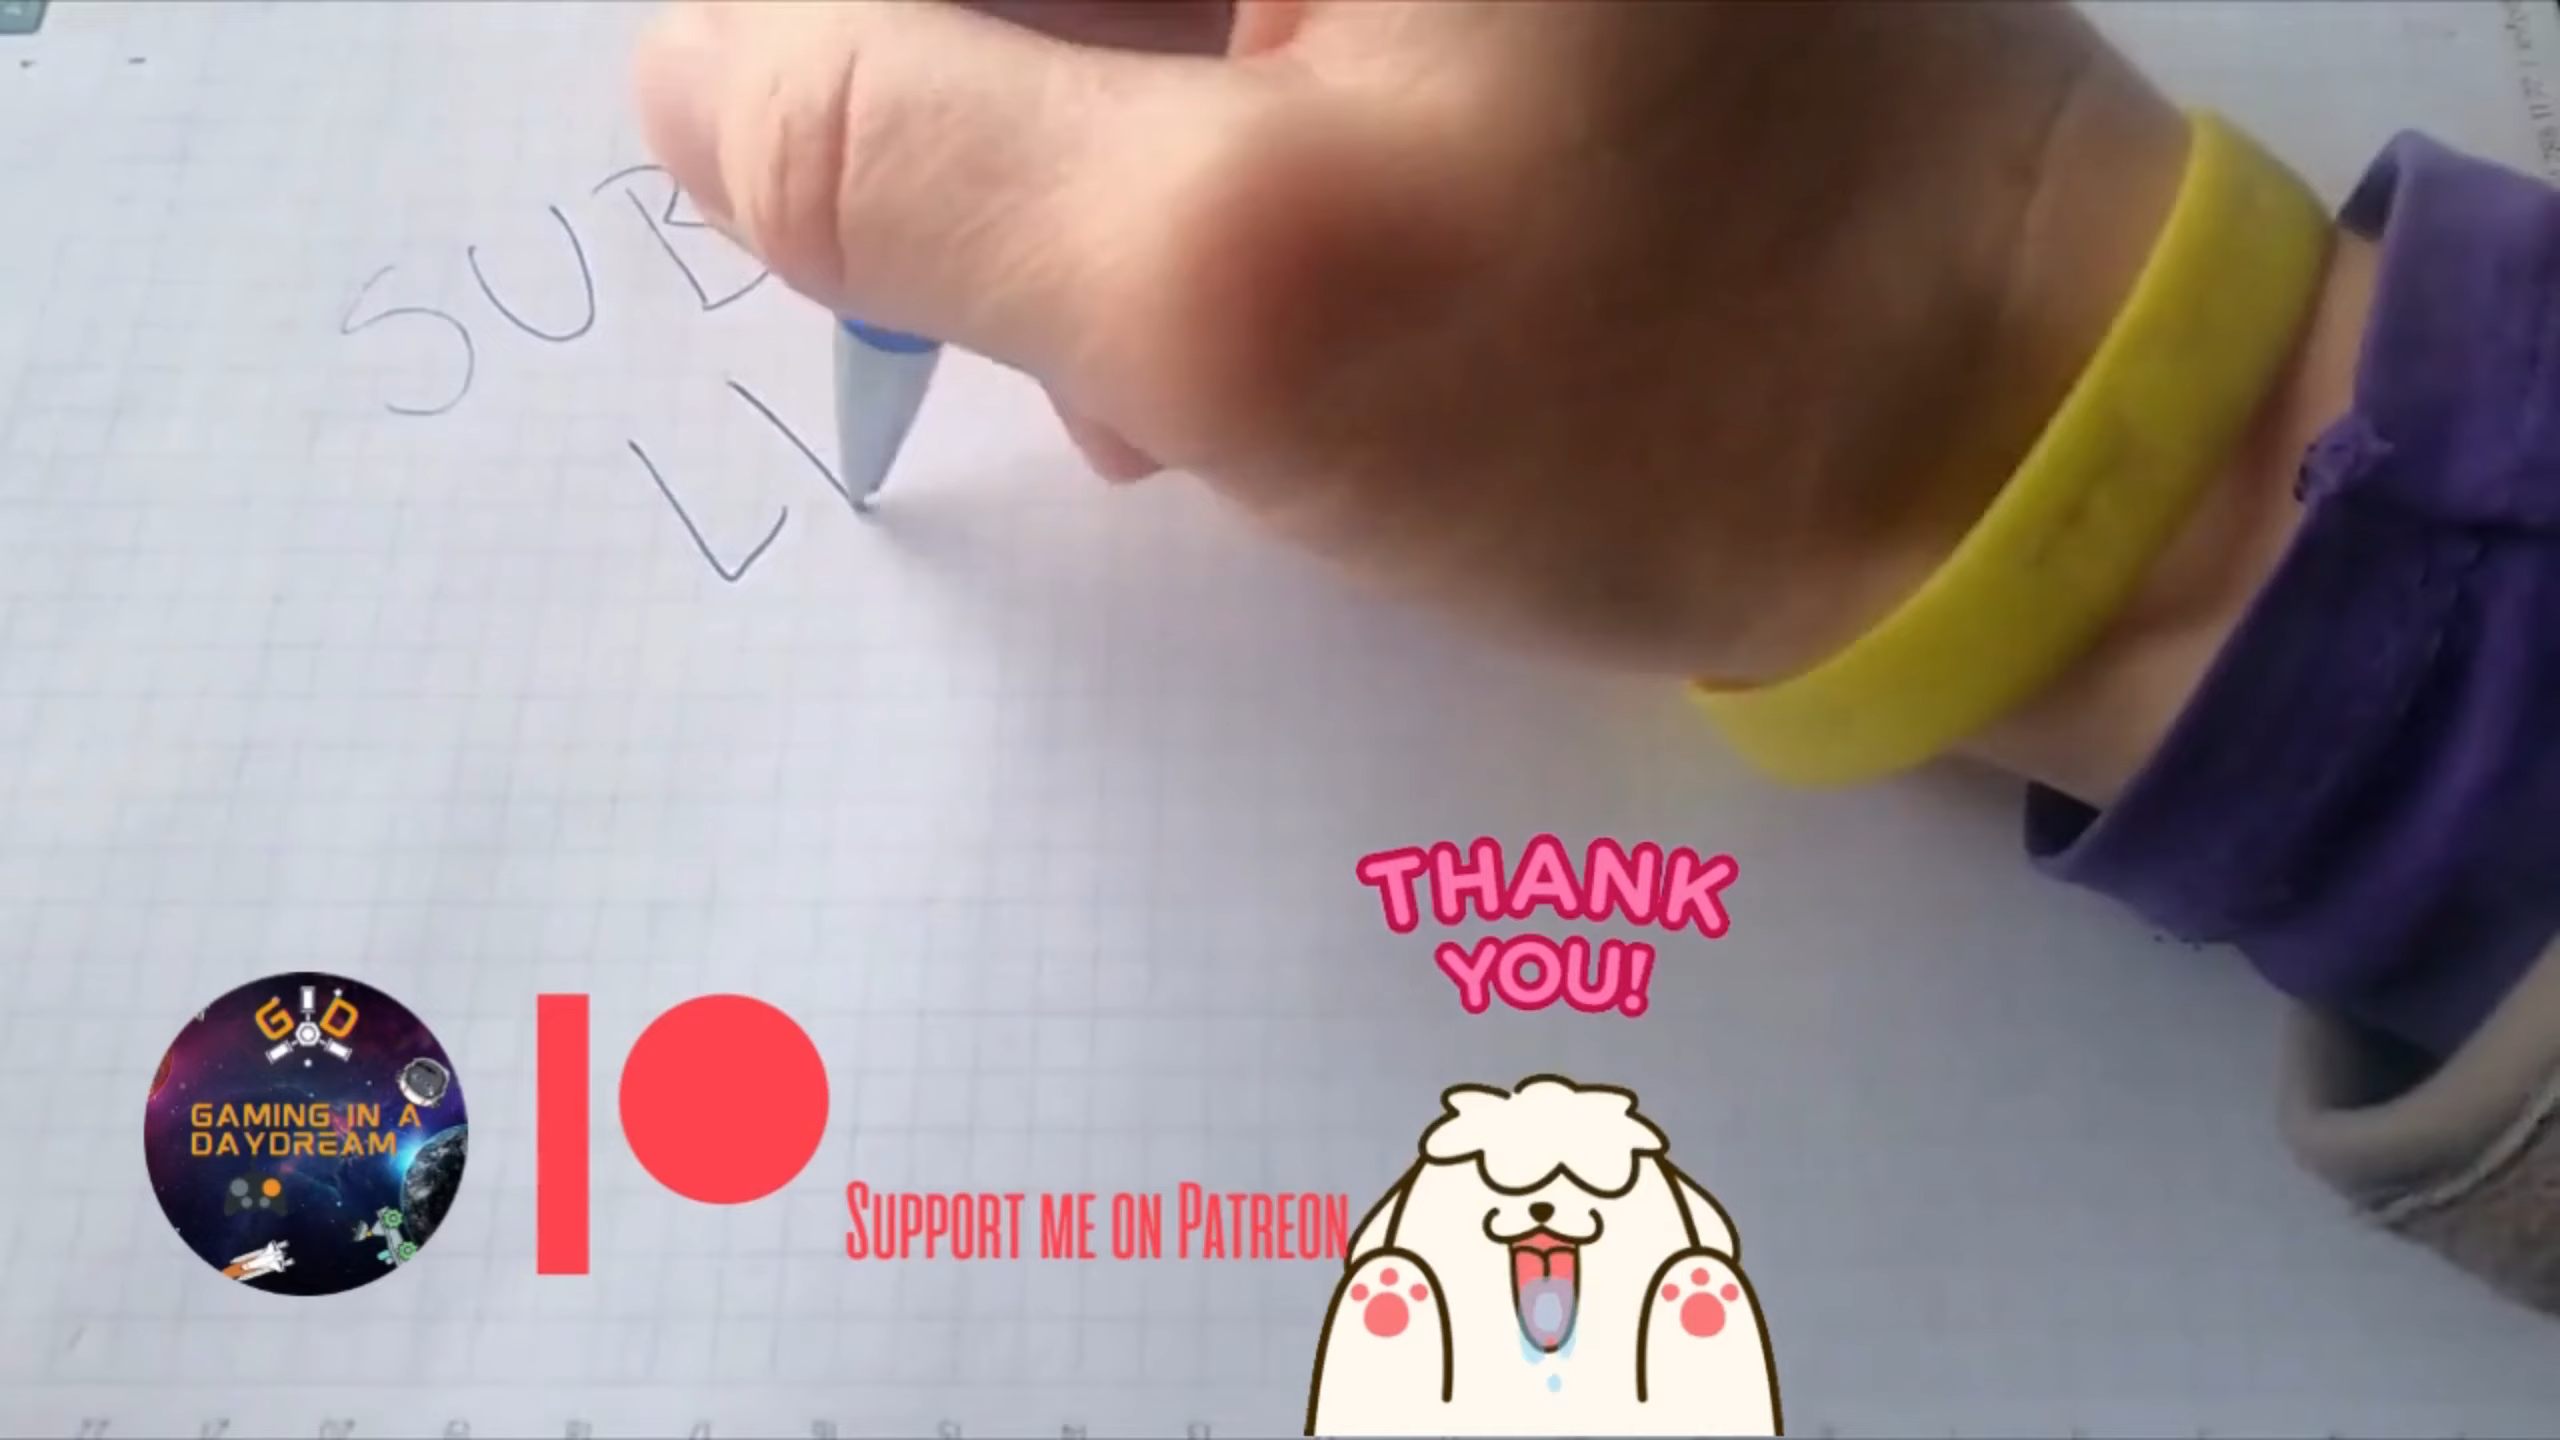 SUB
LI
THANK
YOU!
G D
GAMING IN A
DAYDREAM
SUPPORT ME ON PATREON